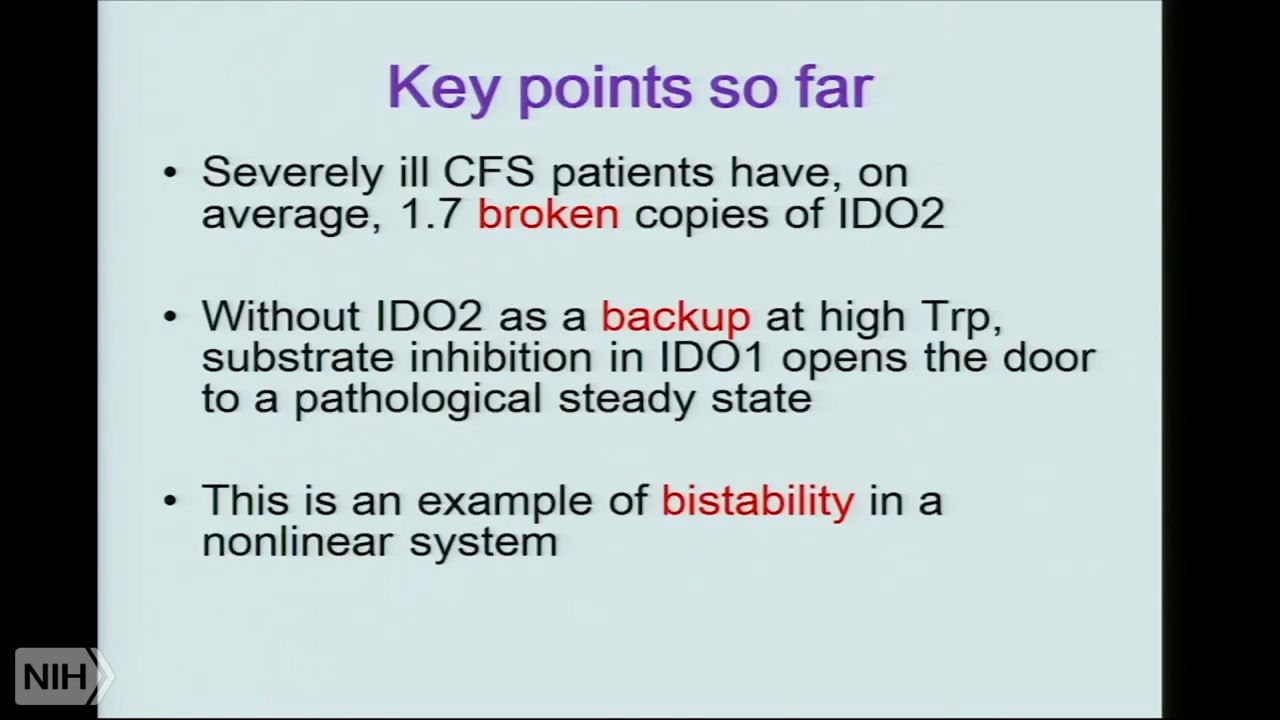 Key points so far
• Severely ill CFS patients have, on
average, 1.7 broken copies of IDO2
• Without IDO2 as a backup at high Trp,
substrate inhibition in IDO1 opens the door
to a pathological steady state
• This is an example of bistability in a
nonlinear system
NIH